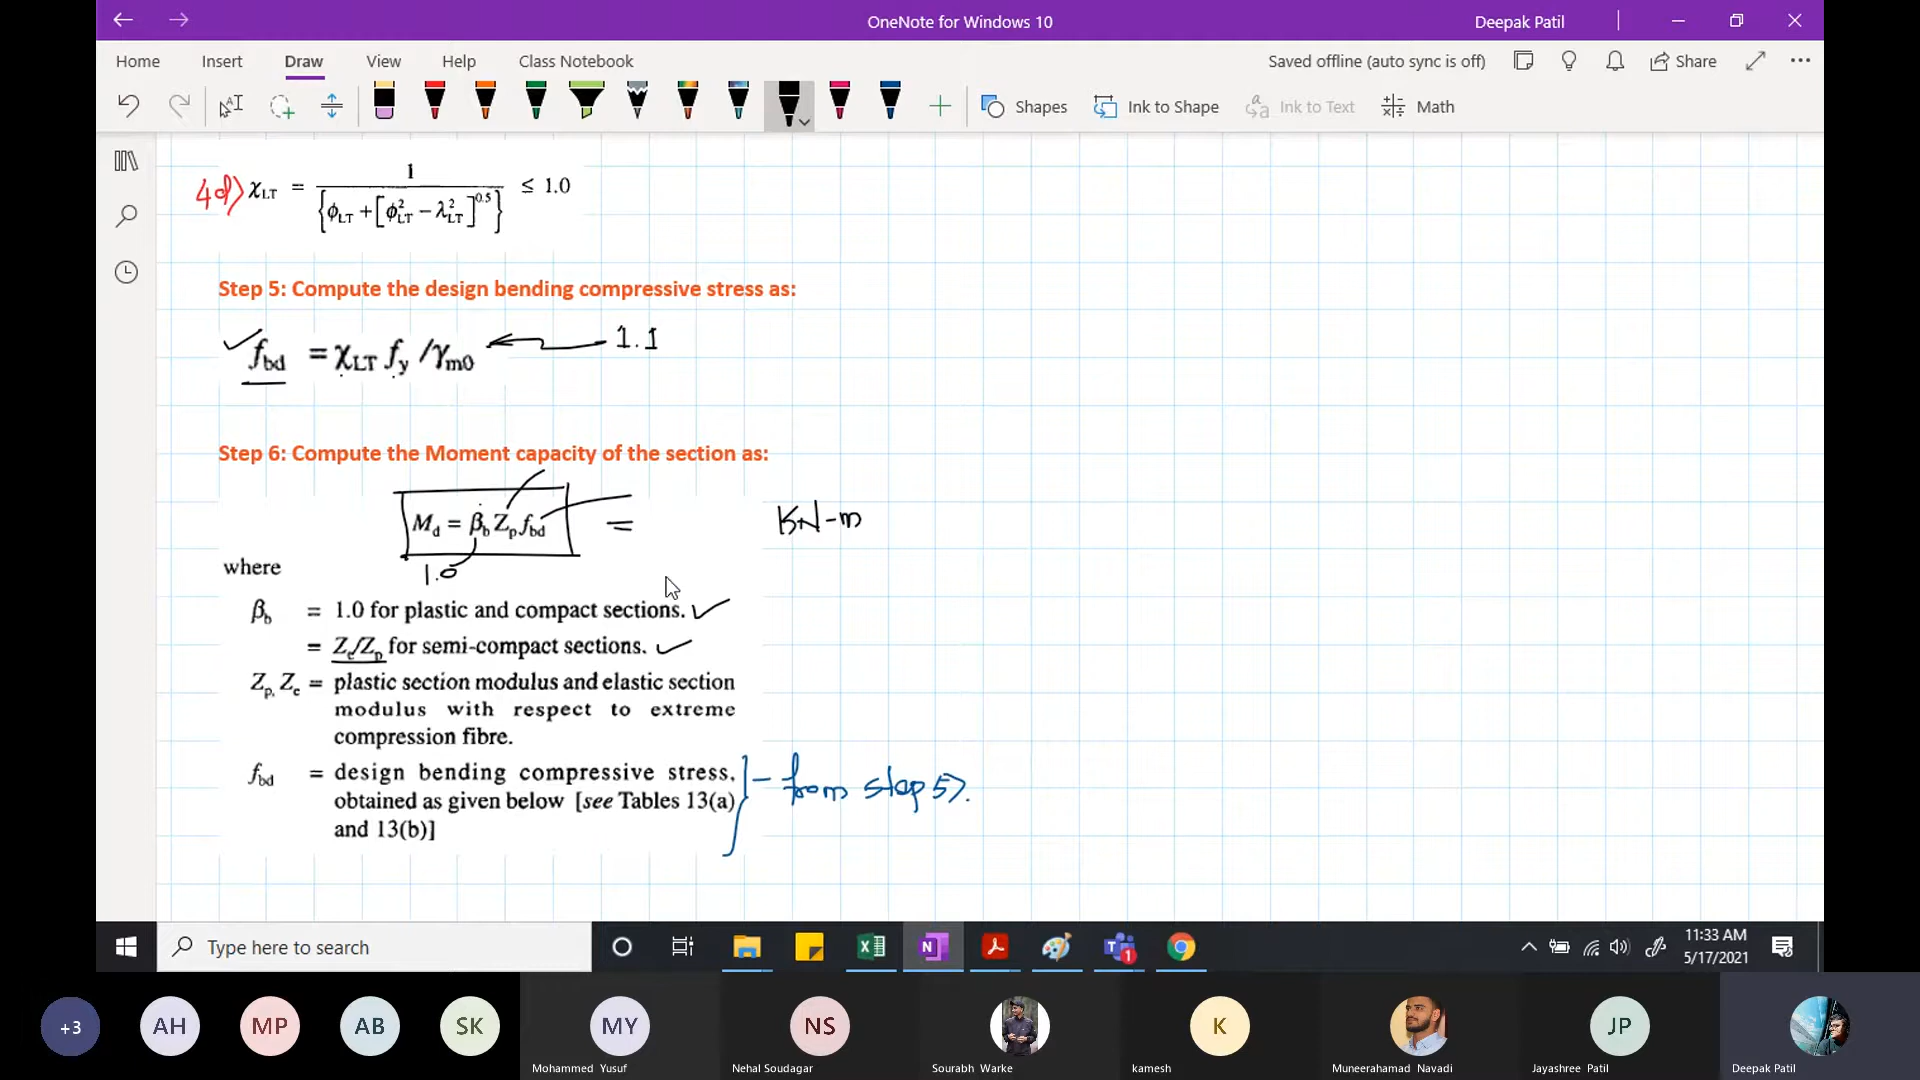 OneNote for Windows 10
Deepak Patil
Home Insert Draw View Help Class Notebook
Saved offline (auto sync is off)
Share
Shapes
Ink to Shape
Ink to Text
Math
4d) χLT = 1 / {ϕLT + [ϕ²LT − λ²LT]^0.5} ≤ 1.0
Step 5: Compute the design bending compressive stress as:
fbd = χLT fy /γm0 1.1
Step 6: Compute the Moment capacity of the section as:
Md = βb Zp fbd = KN-m
1.0
where
βb = 1.0 for plastic and compact sections.
= Ze/Zp for semi-compact sections.
Zp, Ze = plastic section modulus and elastic section
modulus with respect to extreme
compression fibre.
fbd = design bending compressive stress,
obtained as given below [see Tables 13(a)
and 13(b)]
– from step 5).
Type here to search
1
11:33 AM
5/17/2021
+3 AH MP AB SK MY NS K JP
Mohammed Yusuf
Nehal Soudagar
Sourabh Warke
kamesh
Muneerahamad Navadi
Jayashree Patil
Deepak Patil